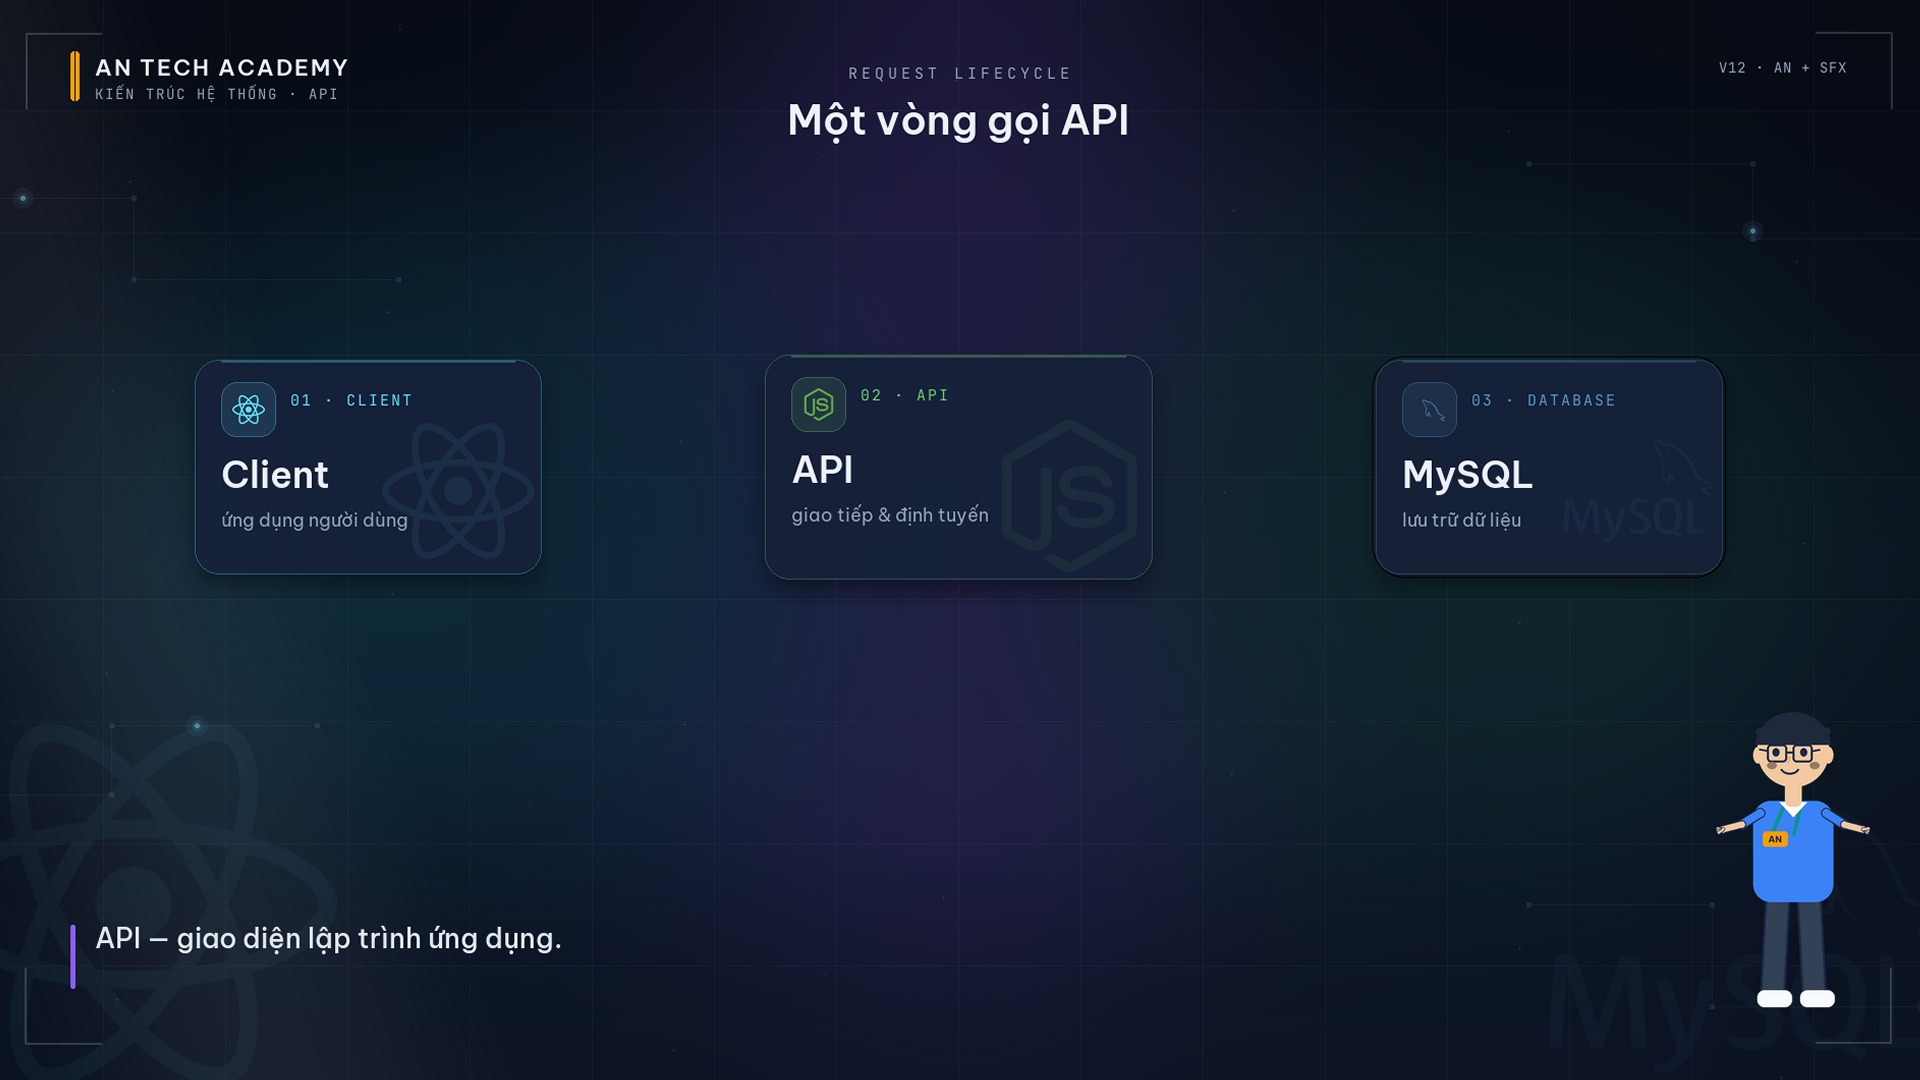 AN TECH ACADEMY
KIẾN TRÚC HỆ THỐNG · API
REQUEST LIFECYCLE
Một vòng gọi API
V12 · AN + SFX
01 · CLIENT
Client
ứng dụng người dùng
02 · API
API
giao tiếp & định tuyến
JS
JS
03 · DATABASE
MySQL
lưu trữ dữ liệu
MySQL
AN
API — giao diện lập trình ứng dụng.
MySQL